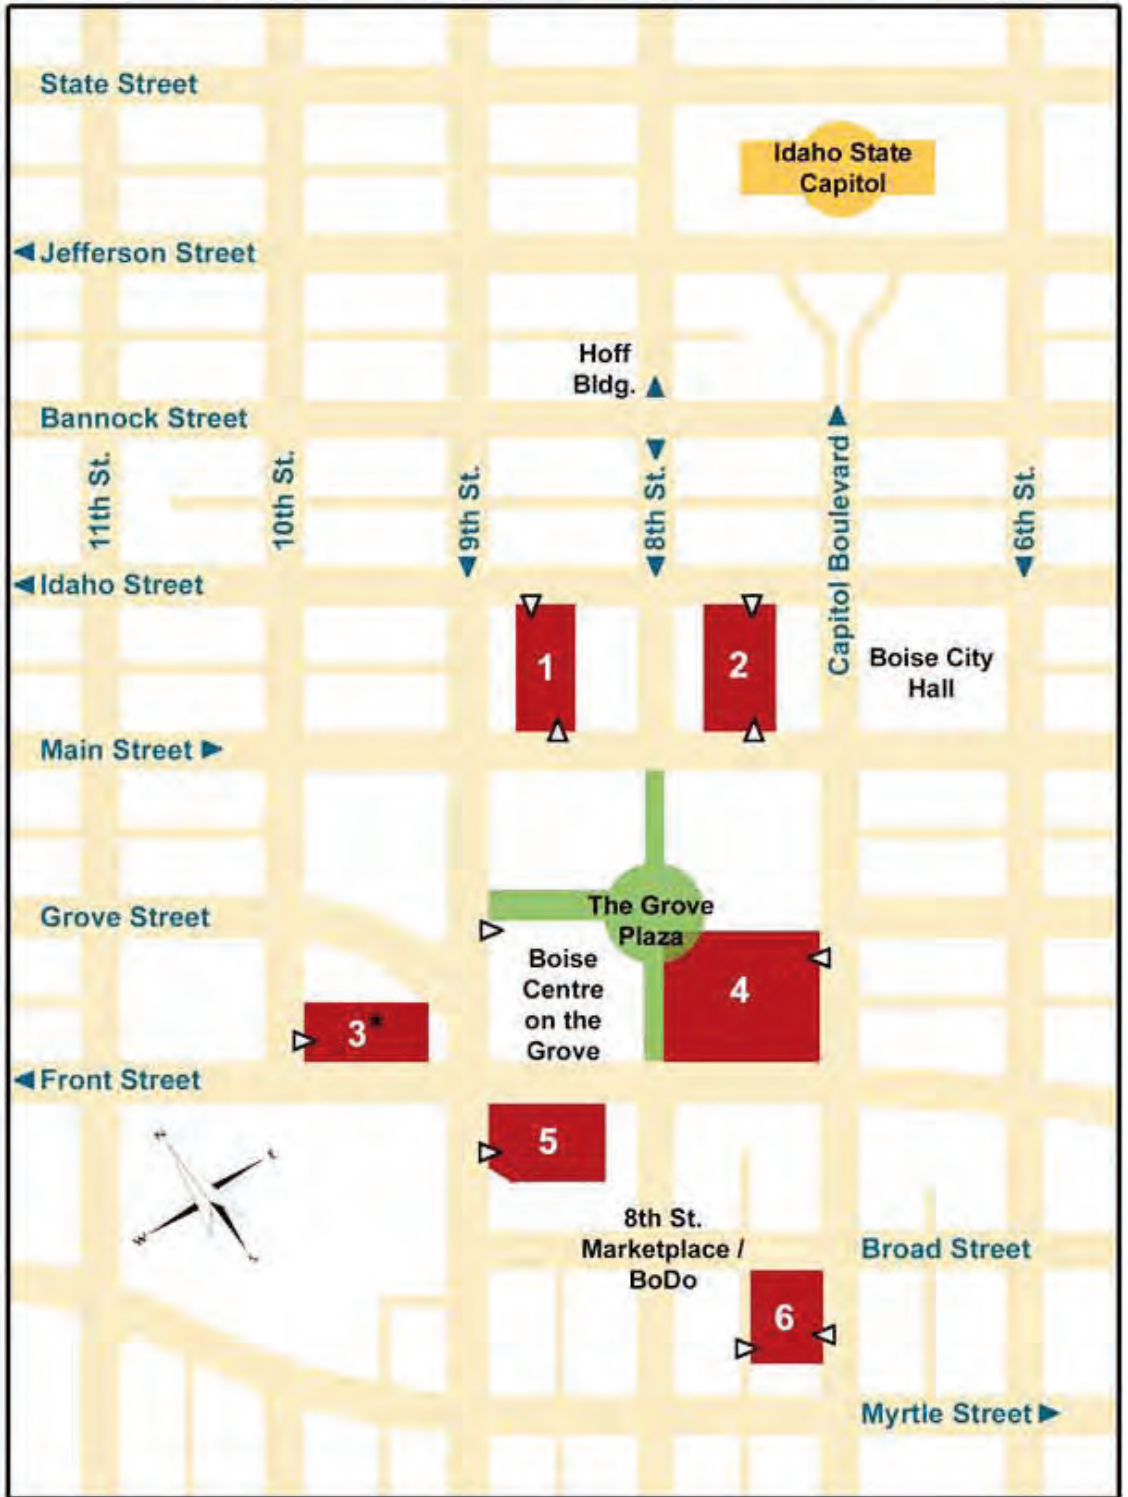 State Street
Idaho State
Capitol
Jefferson Street
Hoff
Bldg.
Bannock Street
11th St.
10th St.
9th St.
8th St.
Capitol Boulevard
6th St.
Idaho Street
1
2
Boise City
Hall
Main Street
Grove Street
The Grove
Plaza
Boise
Centre
on the
Grove
4
3*
Front Street
N
E
W
S
5
8th St.
Marketplace /
BoDo
Broad Street
6
Myrtle Street